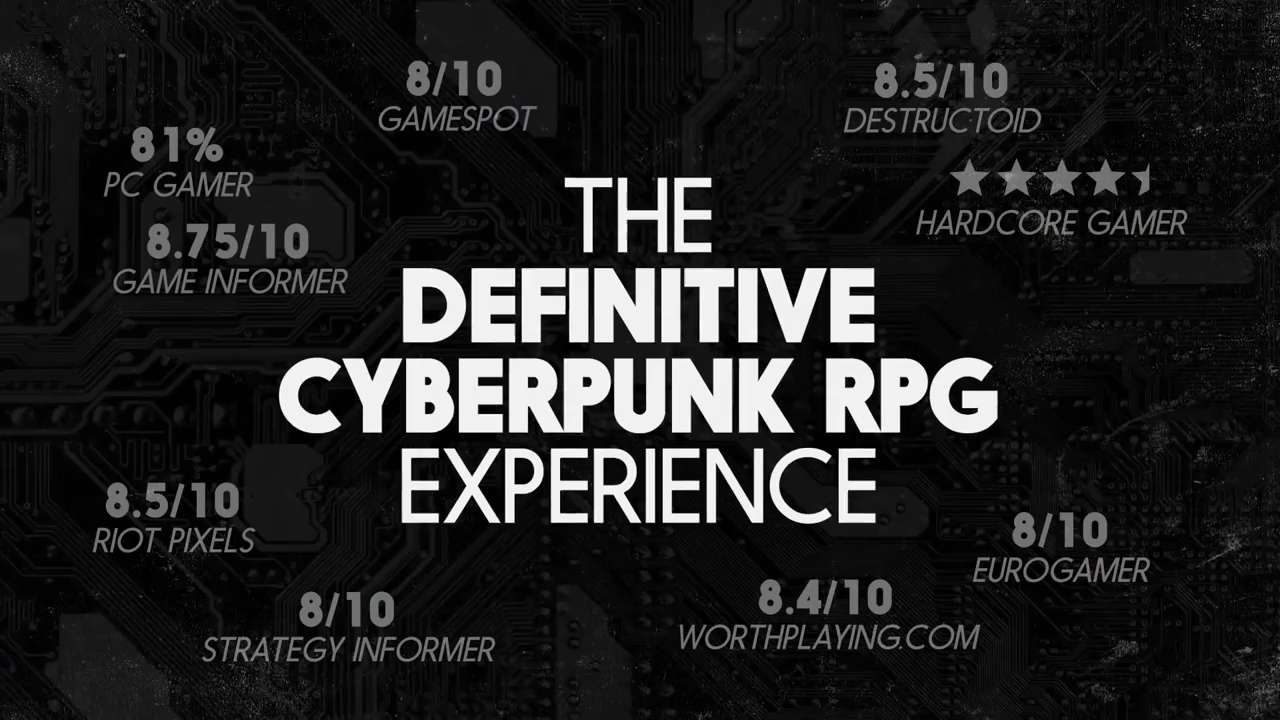 8/10
GAMESPOT
8.5/10
DESTRUCTOID
81%
PC GAMER
HARDCORE GAMER
8.75/10
GAME INFORMER
THE
DEFINITIVE
CYBERPUNK RPG
EXPERIENCE
8.5/10
RIOT PIXELS
8/10
EUROGAMER
8/10
STRATEGY INFORMER
8.4/10
WORTHPLAYING.COM